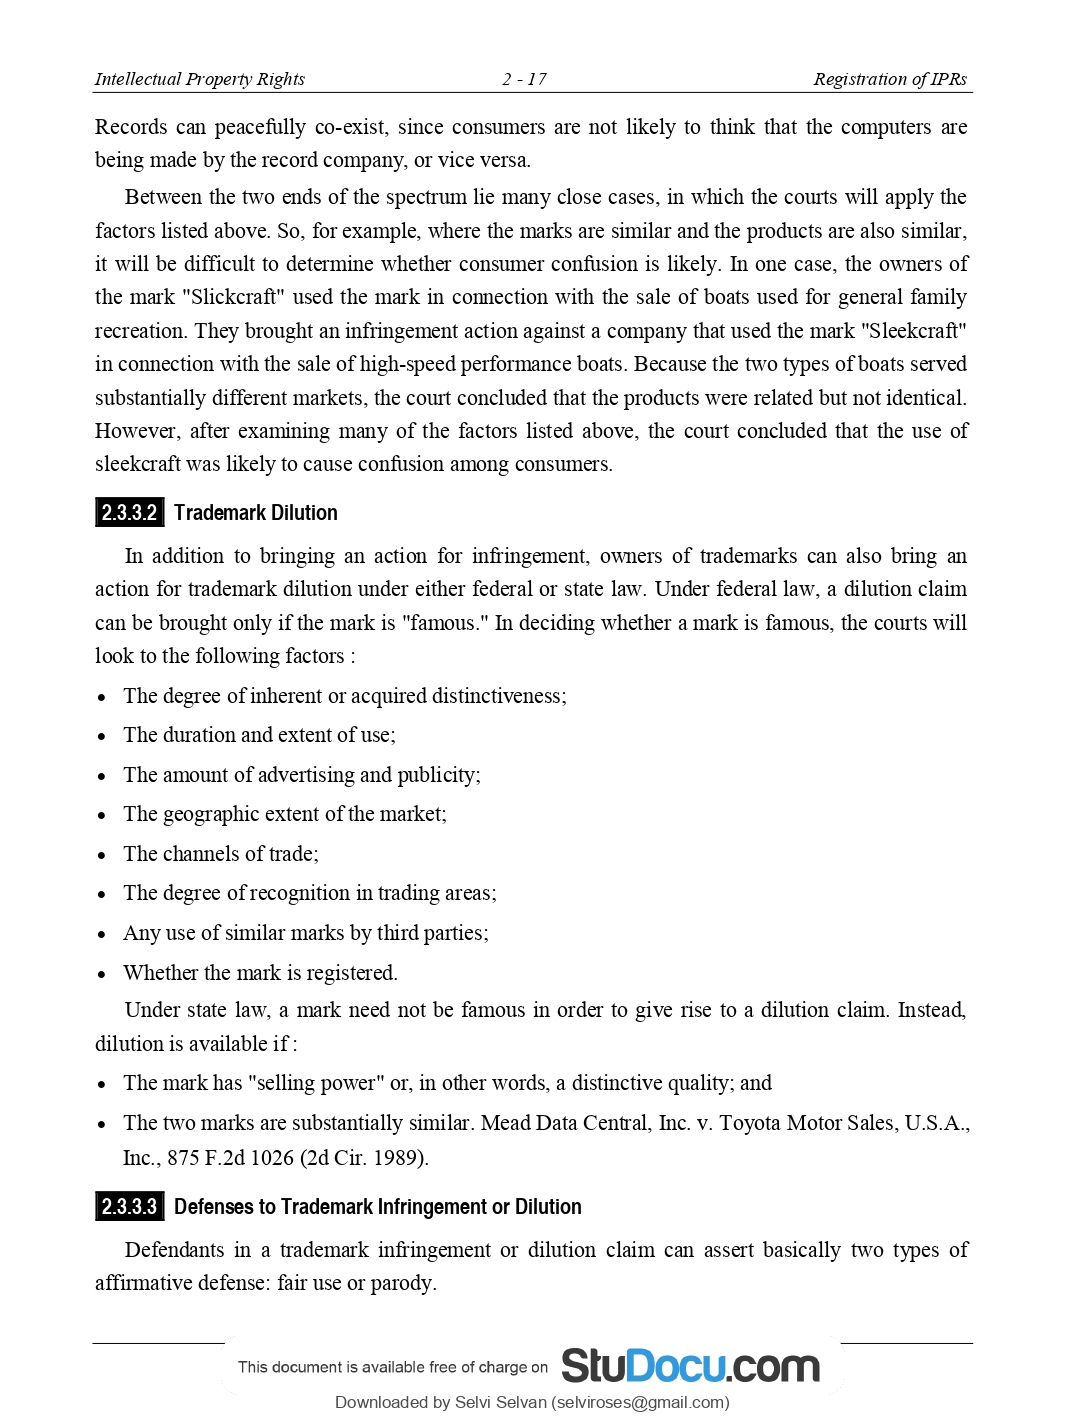 Intellectual Property Rights 2 - 17 Registration of IPRs
Records can peacefully co-exist, since consumers are not likely to think that the computers are
being made by the record company, or vice versa.
Between the two ends of the spectrum lie many close cases, in which the courts will apply the
factors listed above. So, for example, where the marks are similar and the products are also similar,
it will be difficult to determine whether consumer confusion is likely. In one case, the owners of
the mark "Slickcraft" used the mark in connection with the sale of boats used for general family
recreation. They brought an infringement action against a company that used the mark "Sleekcraft"
in connection with the sale of high-speed performance boats. Because the two types of boats served
substantially different markets, the court concluded that the products were related but not identical.
However, after examining many of the factors listed above, the court concluded that the use of
sleekcraft was likely to cause confusion among consumers.
2.3.3.2 Trademark Dilution
In addition to bringing an action for infringement, owners of trademarks can also bring an
action for trademark dilution under either federal or state law. Under federal law, a dilution claim
can be brought only if the mark is "famous." In deciding whether a mark is famous, the courts will
look to the following factors :
• The degree of inherent or acquired distinctiveness;
• The duration and extent of use;
• The amount of advertising and publicity;
• The geographic extent of the market;
• The channels of trade;
• The degree of recognition in trading areas;
• Any use of similar marks by third parties;
• Whether the mark is registered.
Under state law, a mark need not be famous in order to give rise to a dilution claim. Instead,
dilution is available if :
• The mark has "selling power" or, in other words, a distinctive quality; and
• The two marks are substantially similar. Mead Data Central, Inc. v. Toyota Motor Sales, U.S.A.,
Inc., 875 F.2d 1026 (2d Cir. 1989).
2.3.3.3 Defenses to Trademark Infringement or Dilution
Defendants in a trademark infringement or dilution claim can assert basically two types of
affirmative defense: fair use or parody.
This document is available free of charge on StuDocu.com
Downloaded by Selvi Selvan (selviroses@gmail.com)